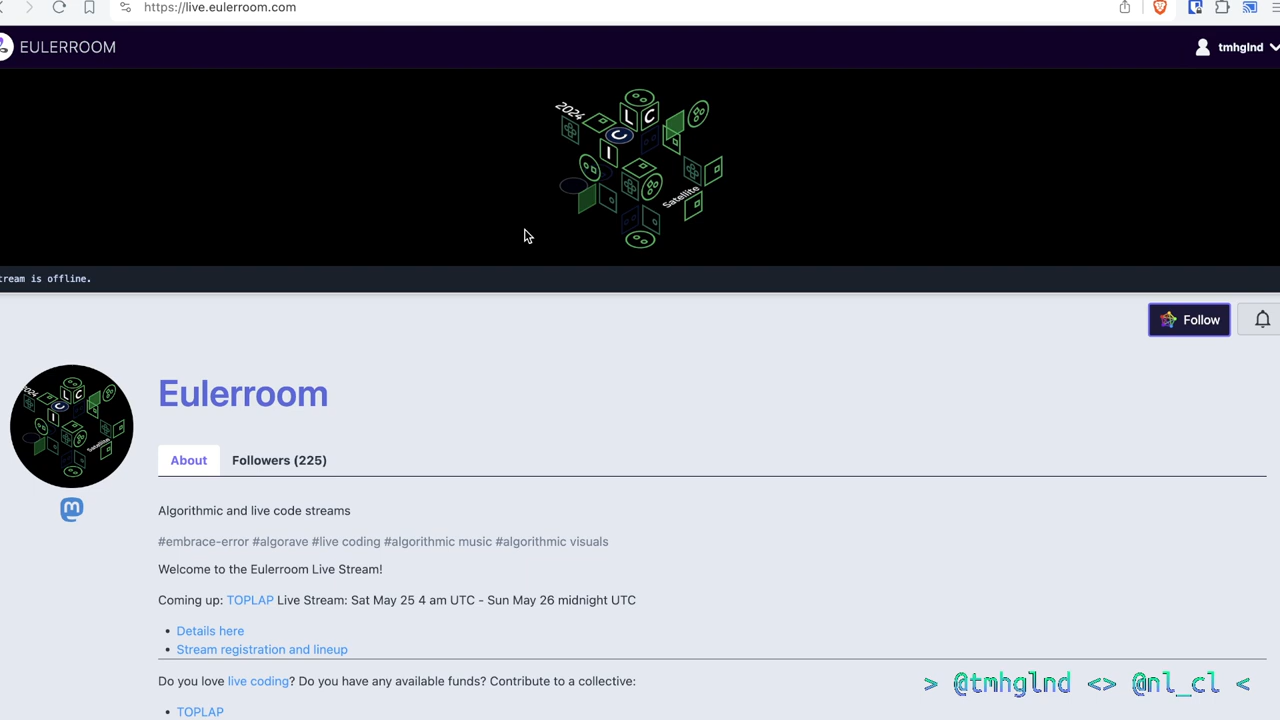 https://live.eulerroom.com
EULERROOM
tmhglnd
2024
L C
C
I
Satellite
tream is offline.
Follow
Eulerroom
About
Followers (225)
Algorithmic and live code streams
#embrace-error #algorave #live coding #algorithmic music #algorithmic visuals
Welcome to the Eulerroom Live Stream!
Coming up: TOPLAP Live Stream: Sat May 25 4 am UTC - Sun May 26 midnight UTC
• Details here
• Stream registration and lineup
Do you love live coding? Do you have any available funds? Contribute to a collective:
• TOPLAP
> @tmhglnd <> @nl_cl <